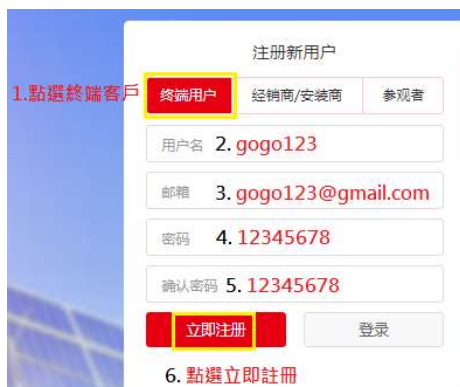 注册新用户
1.點選終端客戶 终端用户 经销商/安装商 参观者
用户名 2. gogo123
邮箱 3. gogo123@gmail.com
密码 4. 12345678
确认密码 5. 12345678
立即注册 登录
6. 點選立即註冊